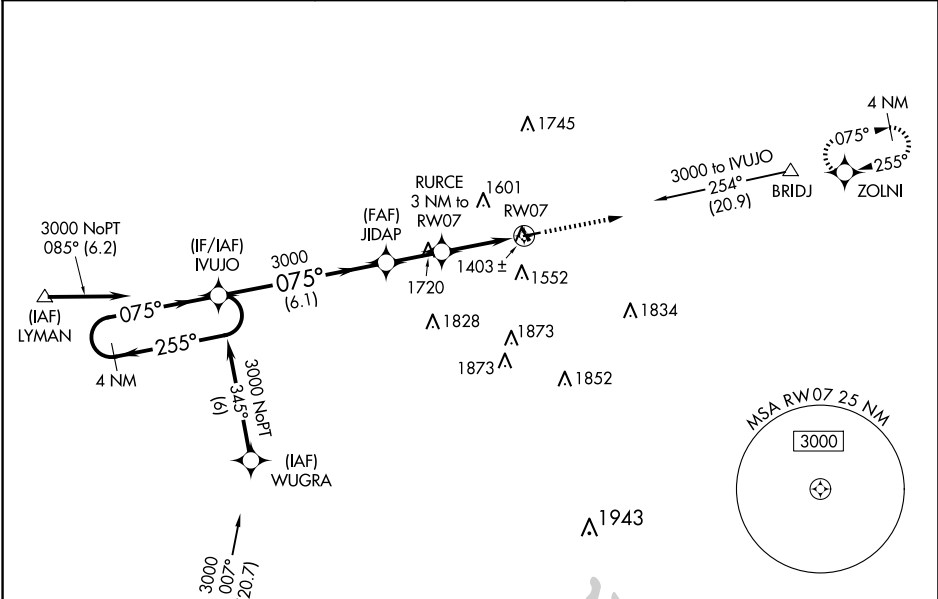 4 NM
1745
075°
3000 to IVUJO
254°
(20.9)
BRIDJ
255°
ZOLNI
RURCE
3 NM to
RW07
1601
RW07
(FAF)
JIDAP
3000 NoPT
085° (6.2)
(IF/IAF)
IVUJO
3000
075°
(6.1)
1403 ±
1720
1552
(IAF)
LYMAN
075°
255°
4 NM
1828
1873
1834
1873
1852
3000 NoPT
345°
(6)
(IAF)
WUGRA
MSA RW07 25 NM
3000
1943
3000
007°
(20.7)